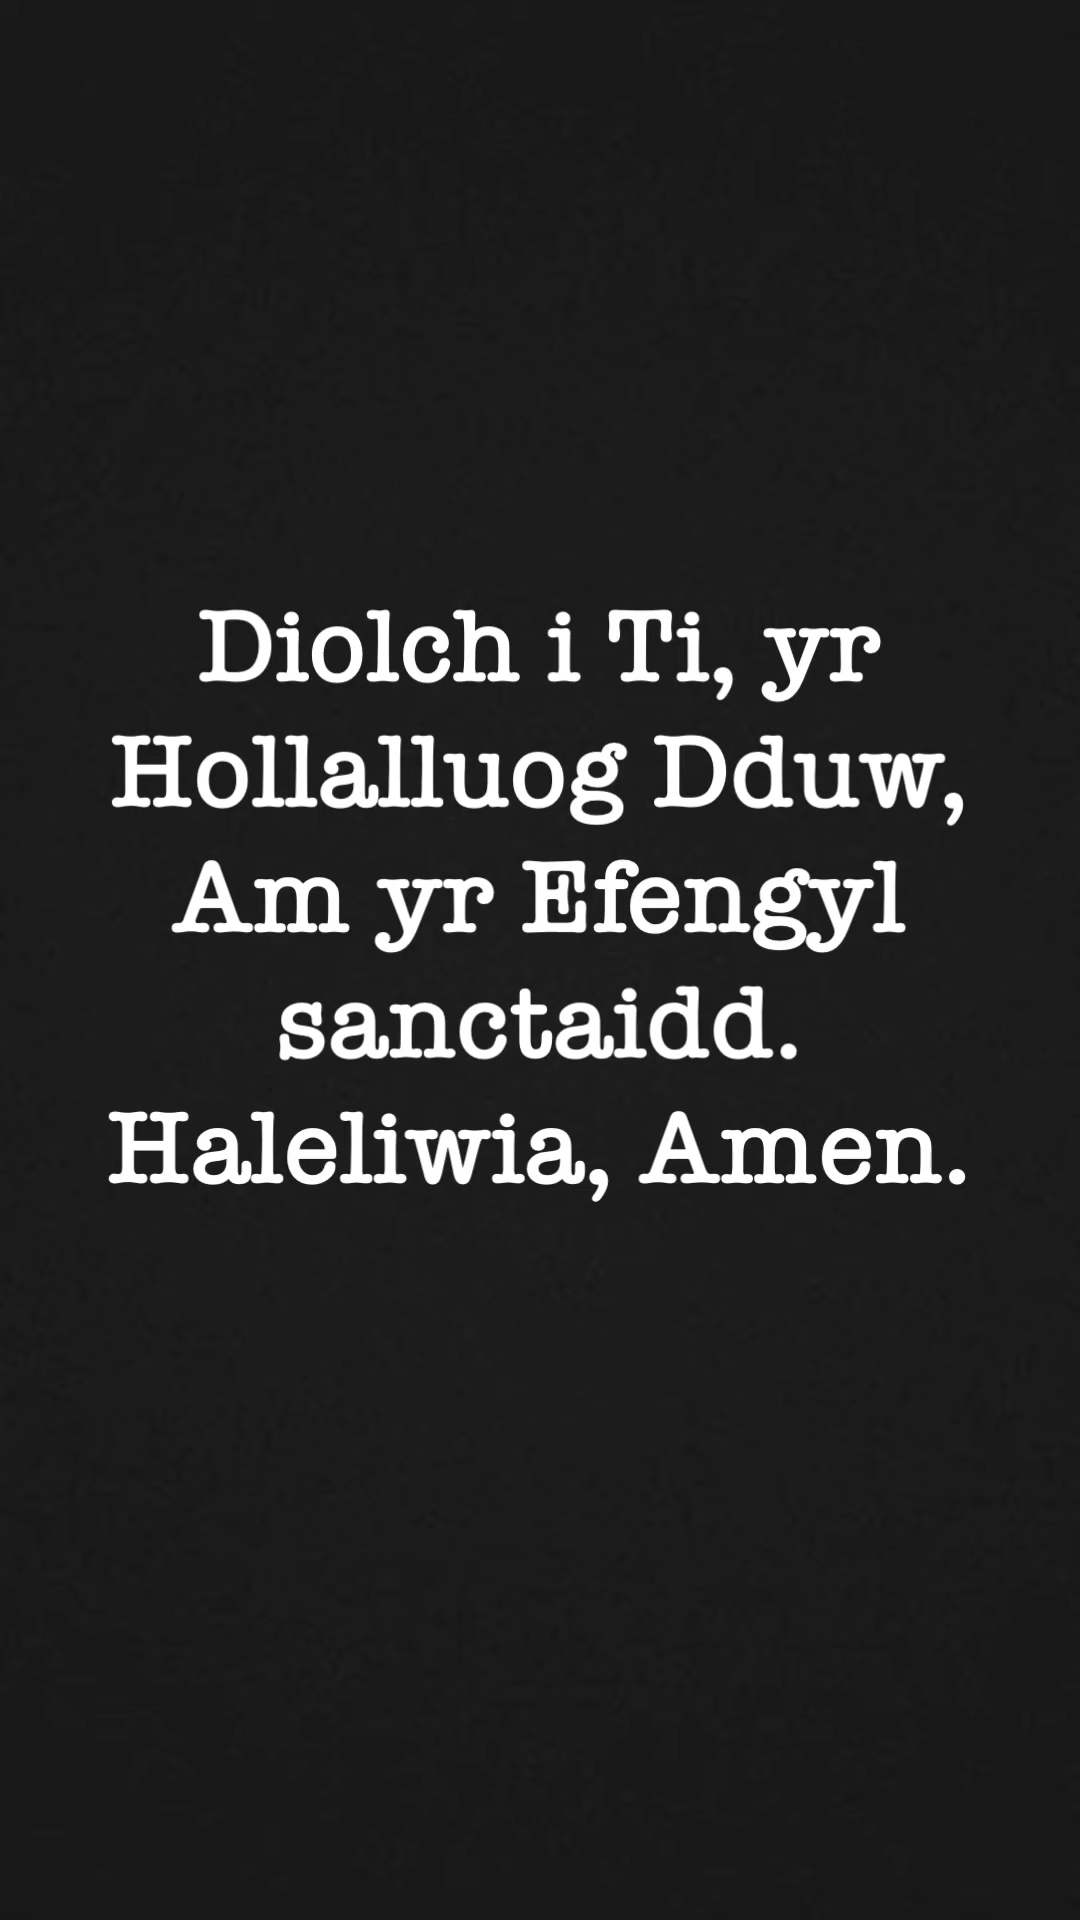 Diolch i Ti, yr
Hollalluog Dduw,
Am yr Efengyl
sanctaidd.
Haleliwia, Amen.